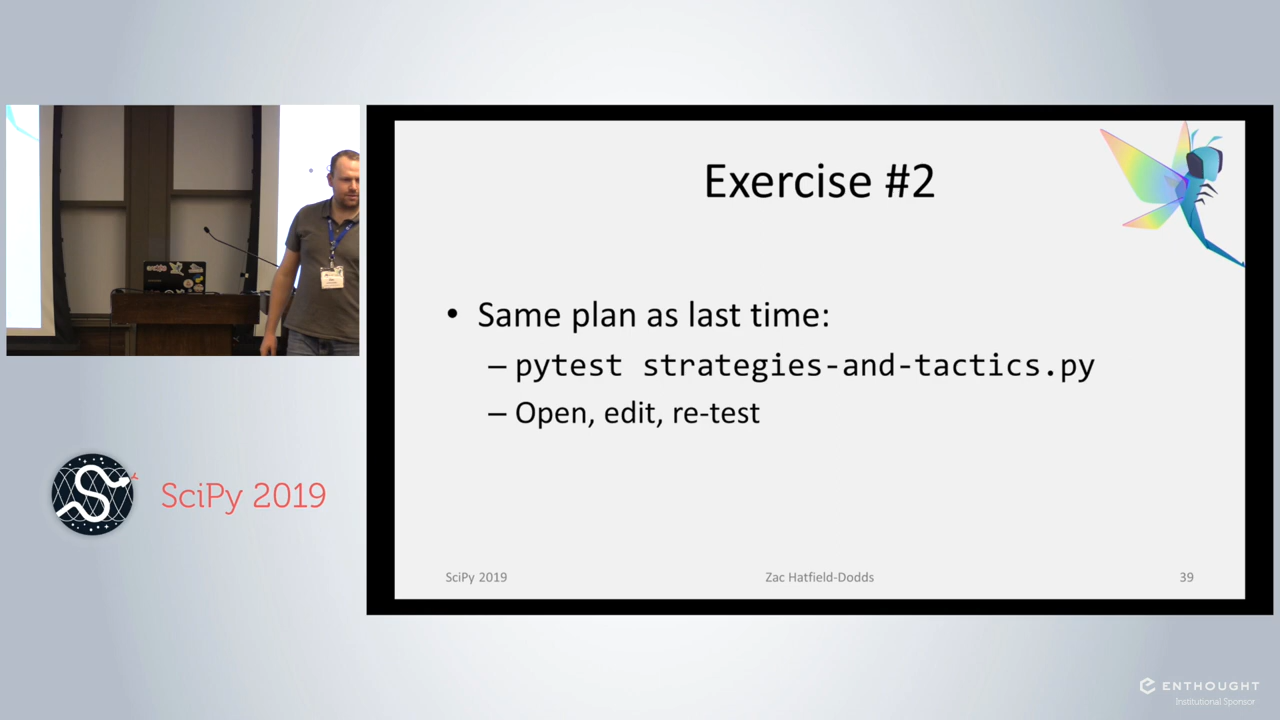 Exercise #2
• Same plan as last time:
– pytest strategies-and-tactics.py
– Open, edit, re-test
SciPy 2019
Zac Hatfield-Dodds
39
SciPy 2019
ENTHOUGHT
Institutional Sponsor